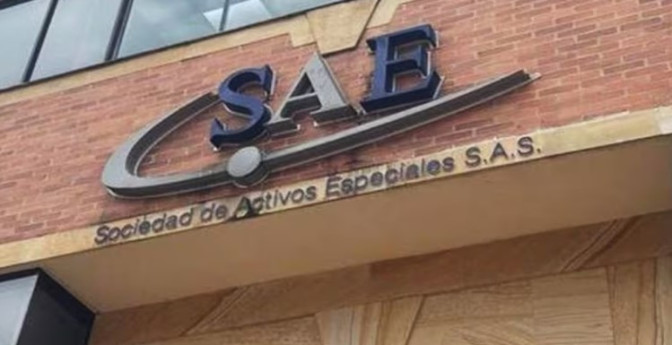 SAE
Sociedad de Activos Especiales S.A.S.